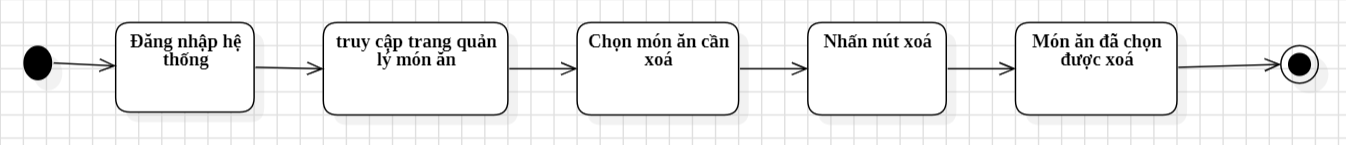 Đăng nhập hệ
thống
truy cập trang quản
lý món ăn
Chọn món ăn cần
xoá
Nhấn nút xoá
Món ăn đã chọn
được xoá